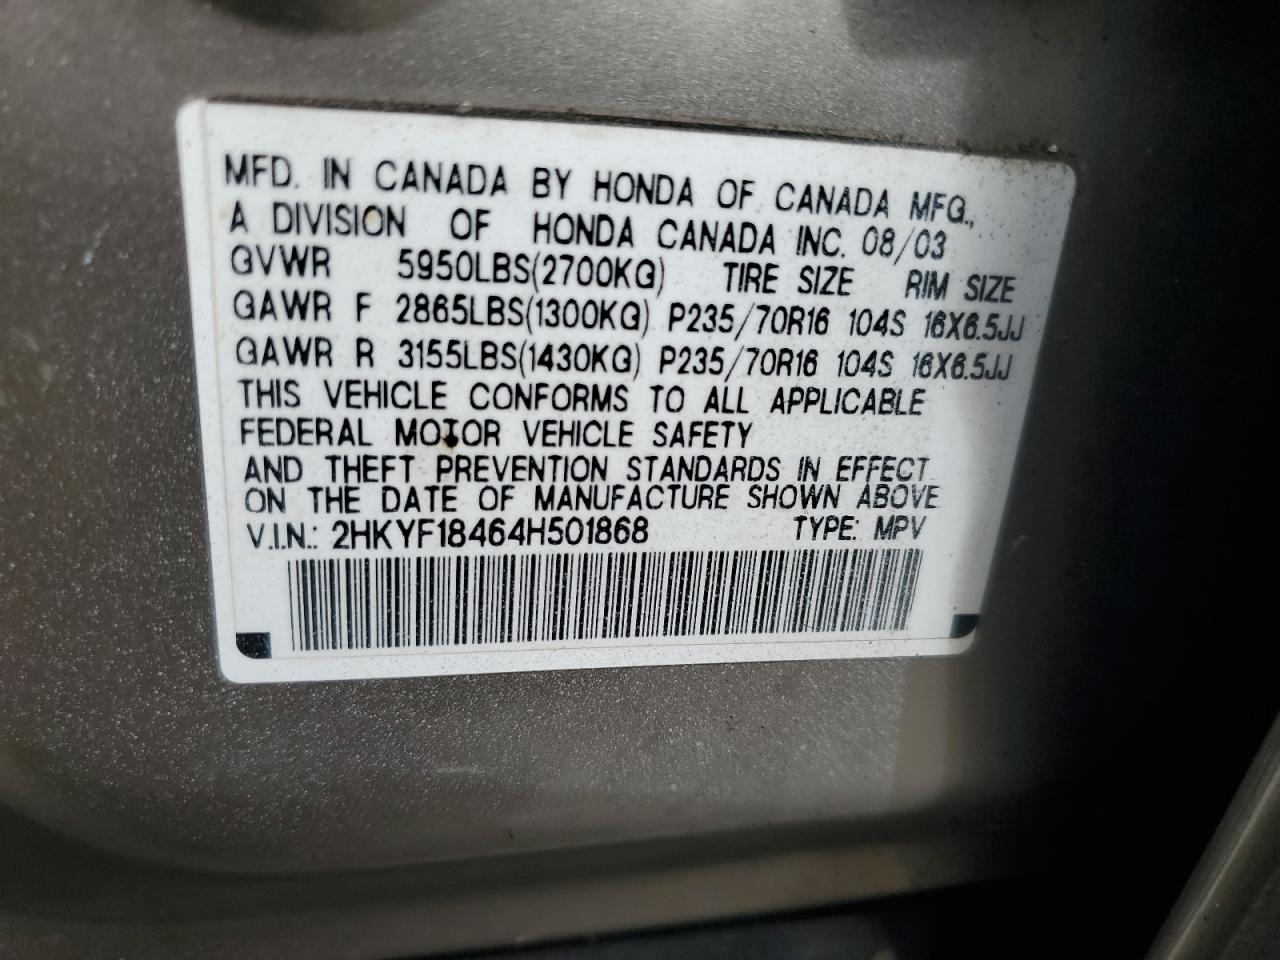 MFD. IN CANADA BY HONDA OF CANADA MFG.,
A DIVISION OF HONDA CANADA INC. 08/03
GVWR 5950LBS(2700KG) TIRE SIZE RIM SIZE
GAWR F 2865LBS(1300KG) P235/70R16 104S 16X6.5JJ
GAWR R 3155LBS(1430KG) P235/70R16 104S 16X6.5JJ
THIS VEHICLE CONFORMS TO ALL APPLICABLE
FEDERAL MOTOR VEHICLE SAFETY
AND THEFT PREVENTION STANDARDS IN EFFECT
ON THE DATE OF MANUFACTURE SHOWN ABOVE
V.I.N.: 2HKYF18464H501868 TYPE: MPV